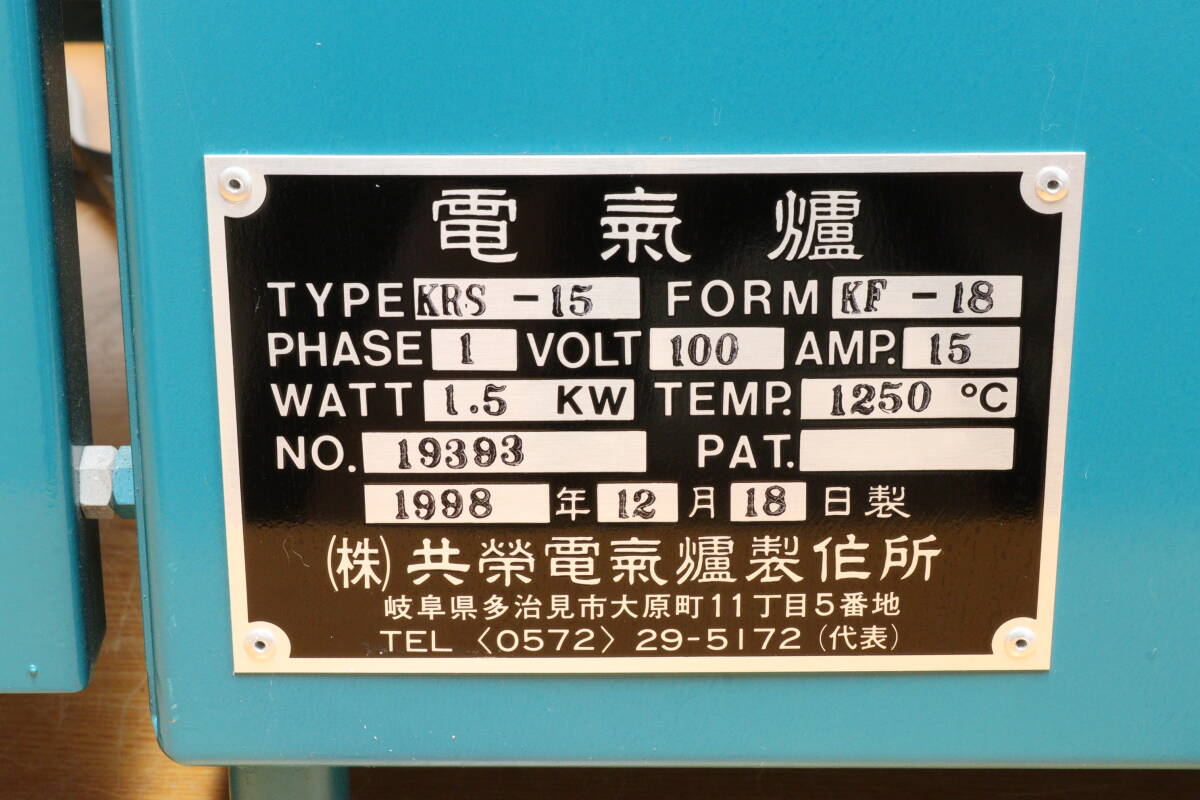 電氣爐
TYPE KRS-15 FORM KF-18
PHASE 1 VOLT 100 AMP. 15
WATT 1.5 KW TEMP. 1250 °C
NO. 19393 PAT.
1998 年 12 月 18 日製
(株)共榮電氣爐製作所
岐阜県多治見市大原町11丁目5番地
TEL〈0572〉29-5172(代表)